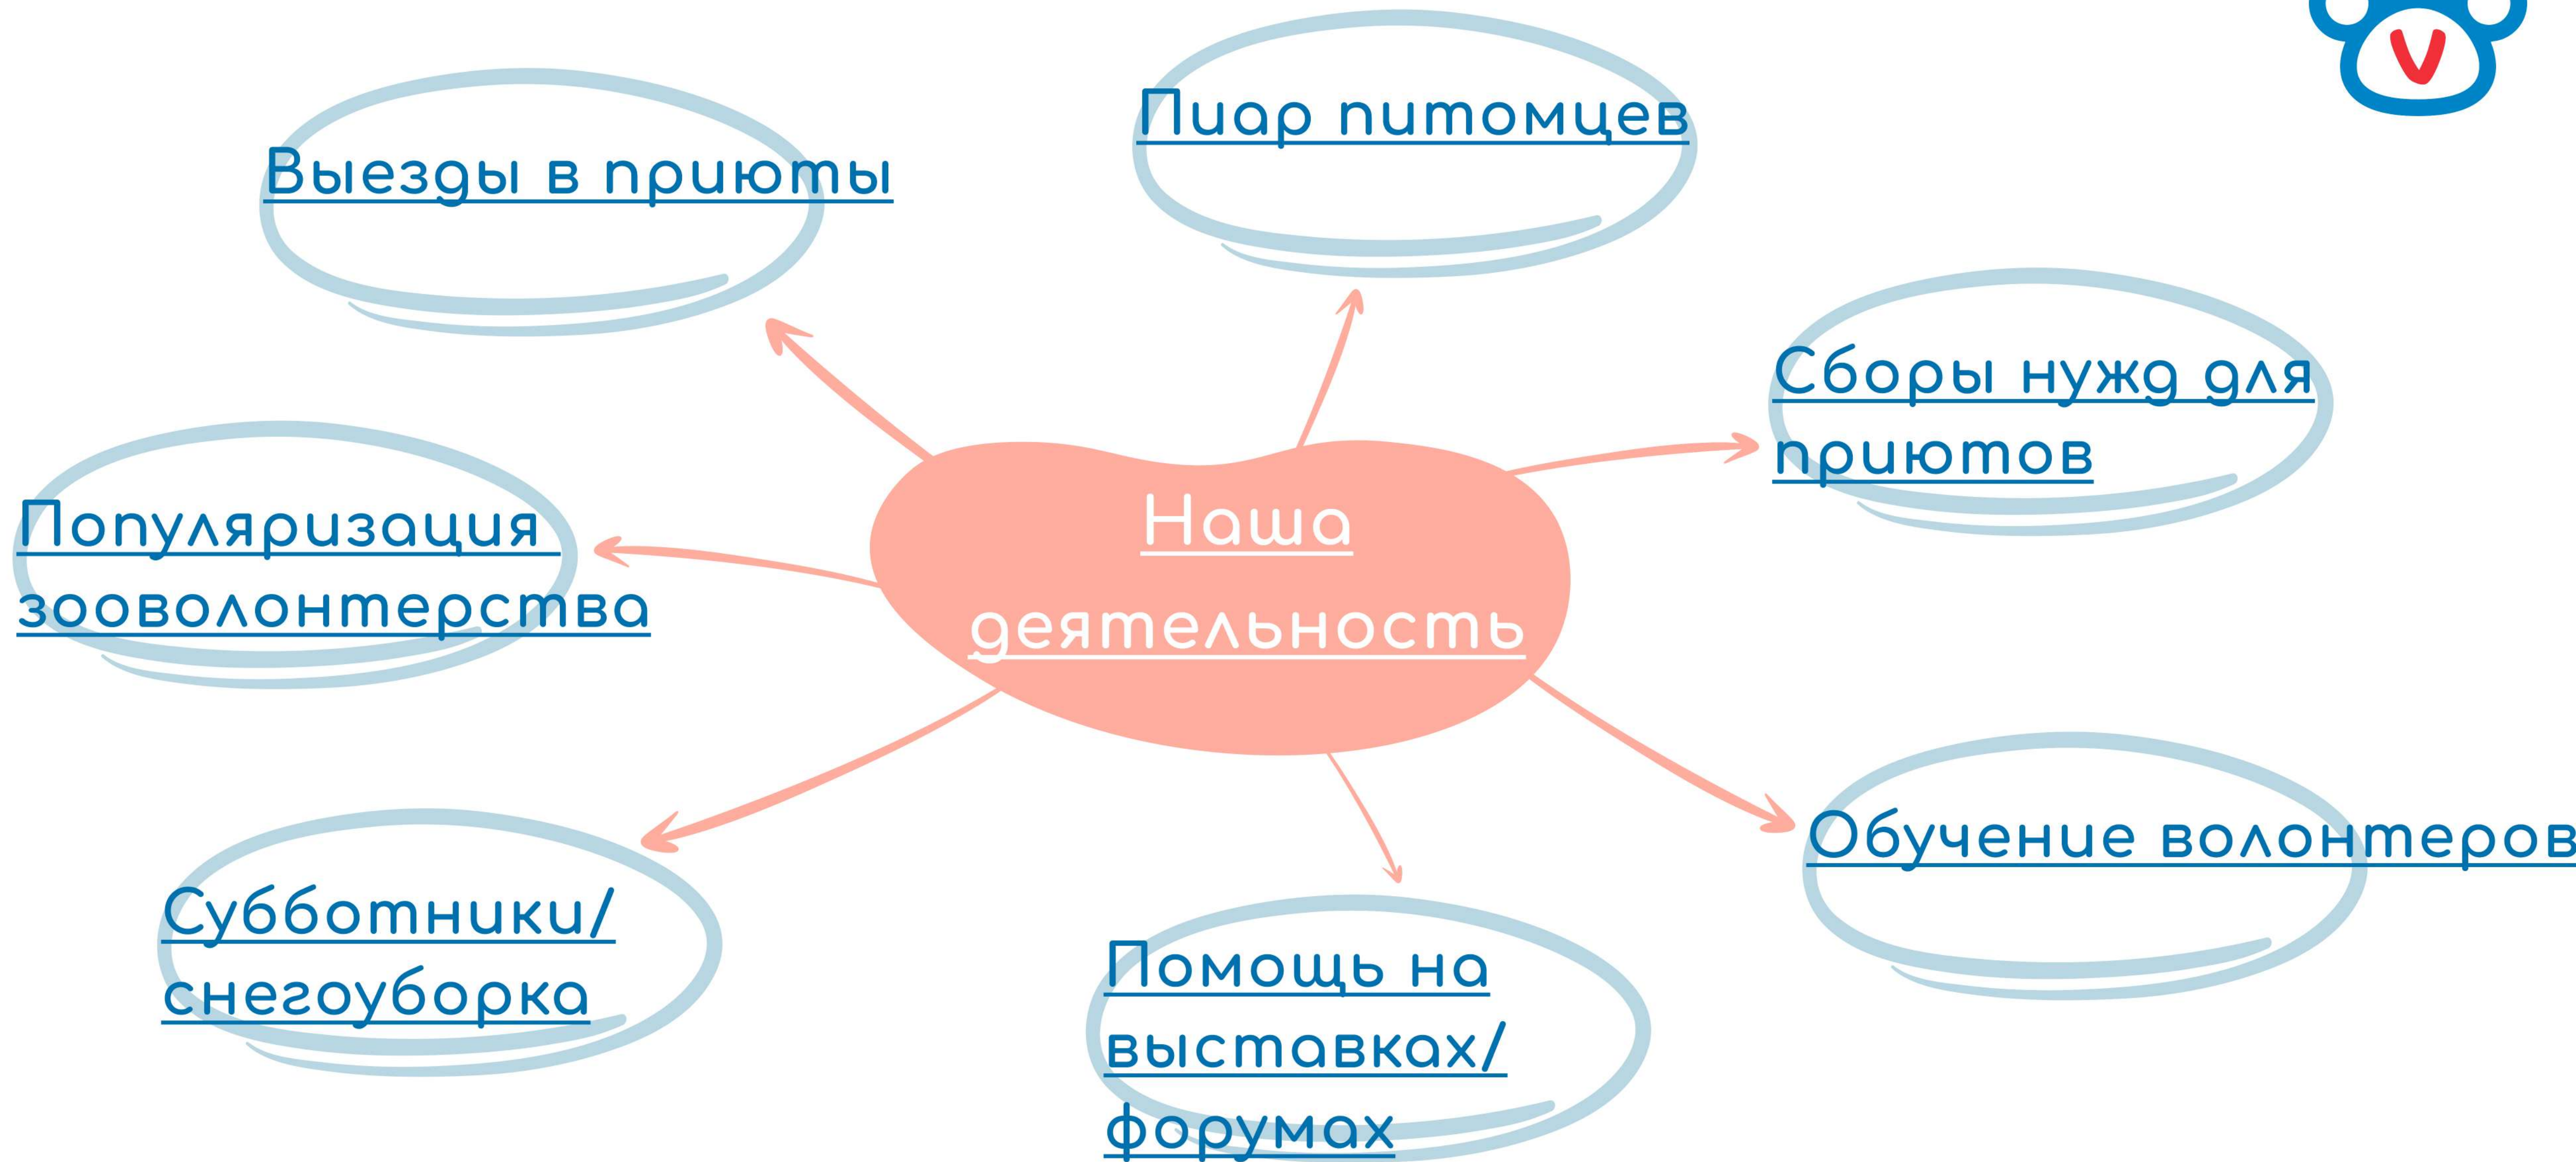 Пиар питомцев
Выезды в приюты
Сборы нужд для
приютов
Наша
деятельность
Популяризация
зооволонтерства
Обучение волонтеров
Субботники/
снегоуборка
Помощь на
выставках/
форумах
V